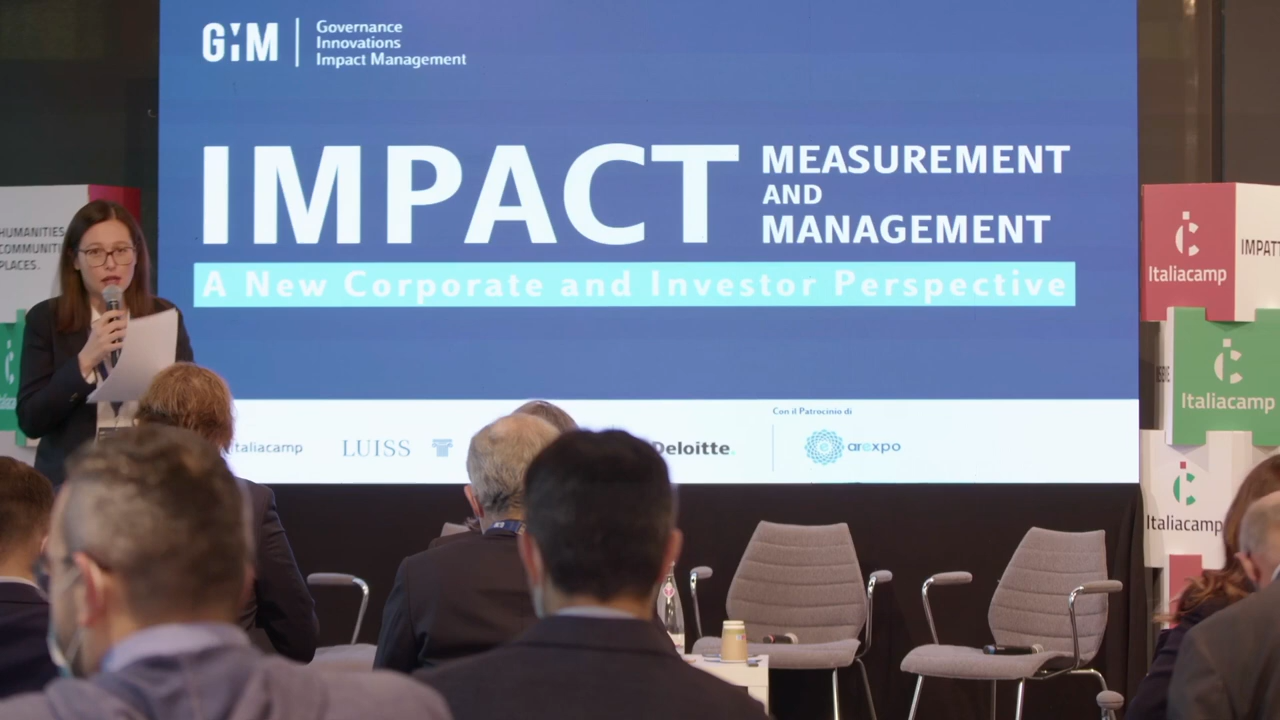 GIM
Governance
Innovations
Impact Management
IMPACT
MEASUREMENT
AND
MANAGEMENT
A New Corporate and Investor Perspective
Con il Patrocinio di
Italiacamp
LUISS
Deloitte.
arexpo
HUMANITIES
COMMUNITI
PLACES.
Italiacamp
IMPATT
Italiacamp
Italiacamp